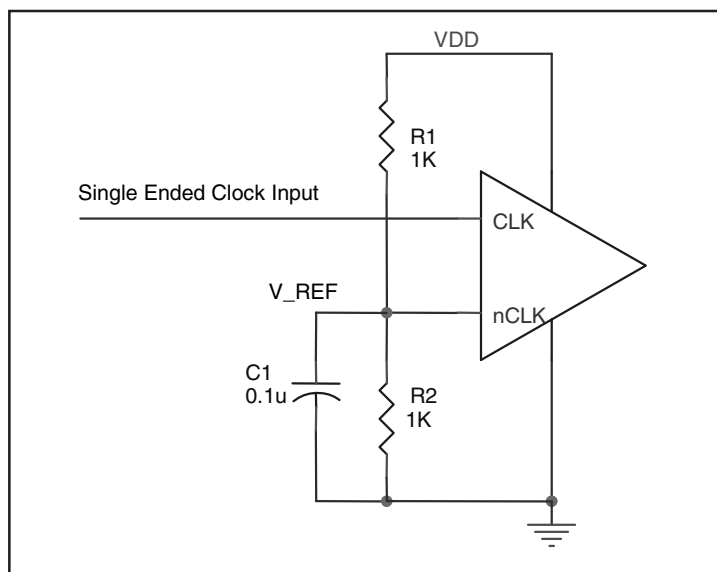 VDD
R1
1K
Single Ended Clock Input
CLK
V_REF
nCLK
C1
0.1u
R2
1K